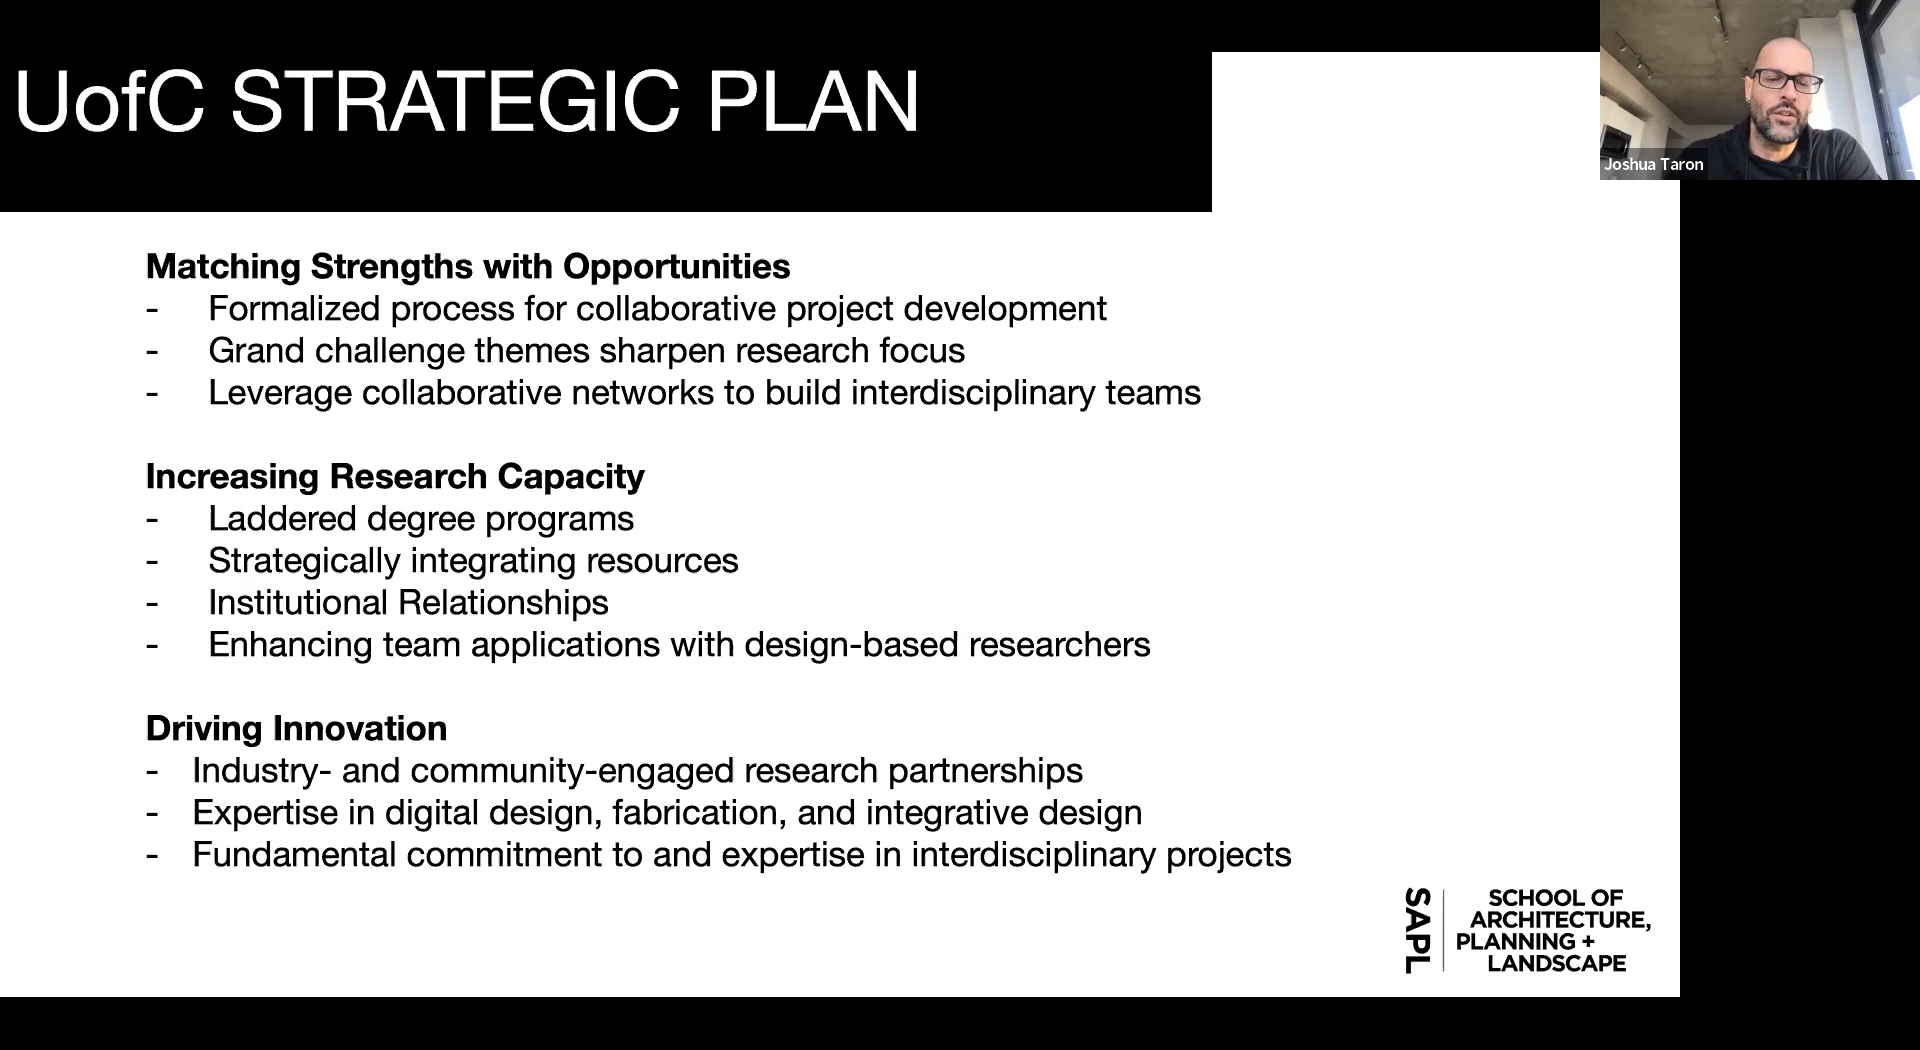 UofC STRATEGIC PLAN
Joshua Taron
Matching Strengths with Opportunities
- Formalized process for collaborative project development
- Grand challenge themes sharpen research focus
- Leverage collaborative networks to build interdisciplinary teams
Increasing Research Capacity
- Laddered degree programs
- Strategically integrating resources
- Institutional Relationships
- Enhancing team applications with design-based researchers
Driving Innovation
- Industry- and community-engaged research partnerships
- Expertise in digital design, fabrication, and integrative design
- Fundamental commitment to and expertise in interdisciplinary projects
SAPL
SCHOOL OF
ARCHITECTURE,
PLANNING +
LANDSCAPE